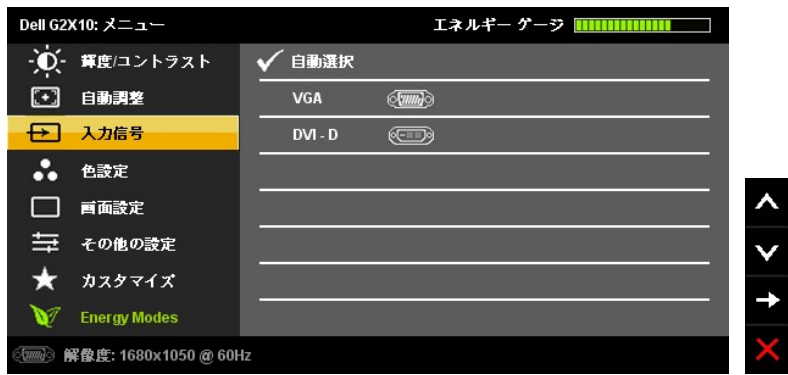 Dell G2X10: メニュー
エネルギー ゲージ
輝度/コントラスト
自動調整
入力信号
色設定
画面設定
その他の設定
カスタマイズ
Energy Modes
自動選択
VGA
DVI - D
解像度: 1680x1050 @ 60Hz